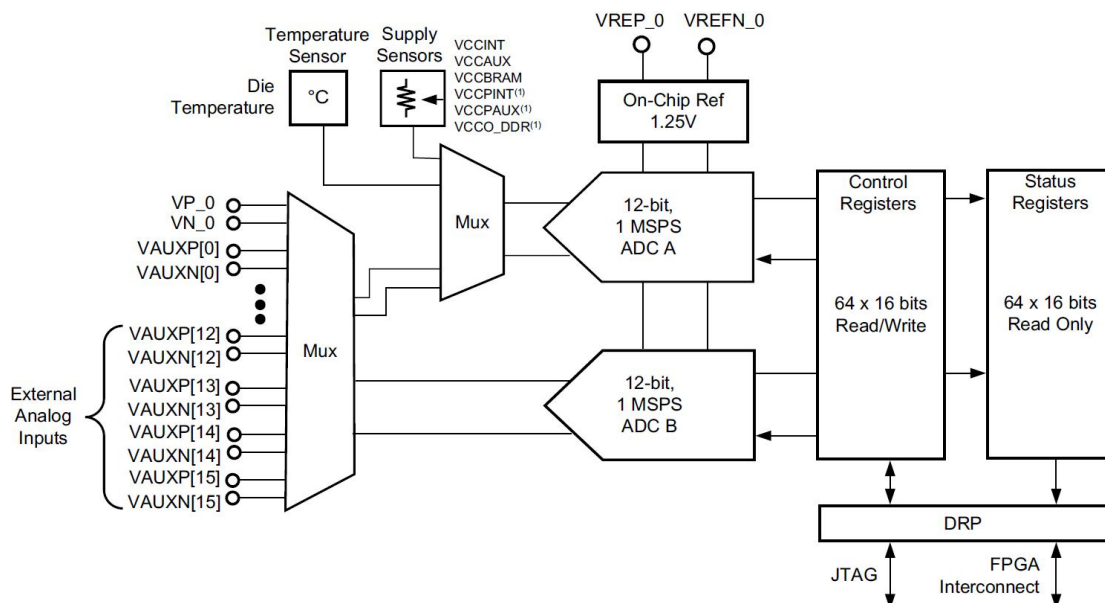 VREP_0
VREFN_0
Temperature
Sensor
Supply
Sensors
VCCINT
VCCAUX
VCCBRAM
VCCPINT(1)
VCCPAUX(1)
VCCO_DDR(1)
Die
Temperature
°C
On-Chip Ref
1.25V
VP_0
VN_0
VAUXP[0]
VAUXN[0]
VAUXP[12]
VAUXN[12]
VAUXP[13]
VAUXN[13]
VAUXP[14]
VAUXN[14]
VAUXP[15]
VAUXN[15]
External
Analog
Inputs
Mux
Mux
12-bit,
1 MSPS
ADC A
12-bit,
1 MSPS
ADC B
Control
Registers
64 x 16 bits
Read/Write
Status
Registers
64 x 16 bits
Read Only
DRP
JTAG
FPGA
Interconnect